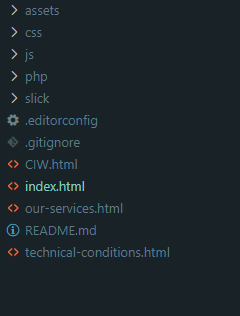 assets
css
js
php
slick
.editorconfig
.gitignore
CIW.html
index.html
our-services.html
README.md
technical-conditions.html